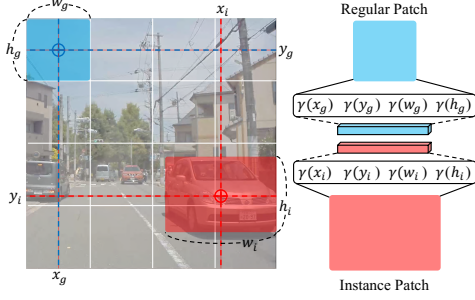 w_g
x_i
Regular Patch
h_g
y_g
γ(x_g) γ(y_g) γ(w_g) γ(h_g)
γ(x_i) γ(y_i) γ(w_i) γ(h_i)
y_i
h_i
w_i
x_g
Instance Patch